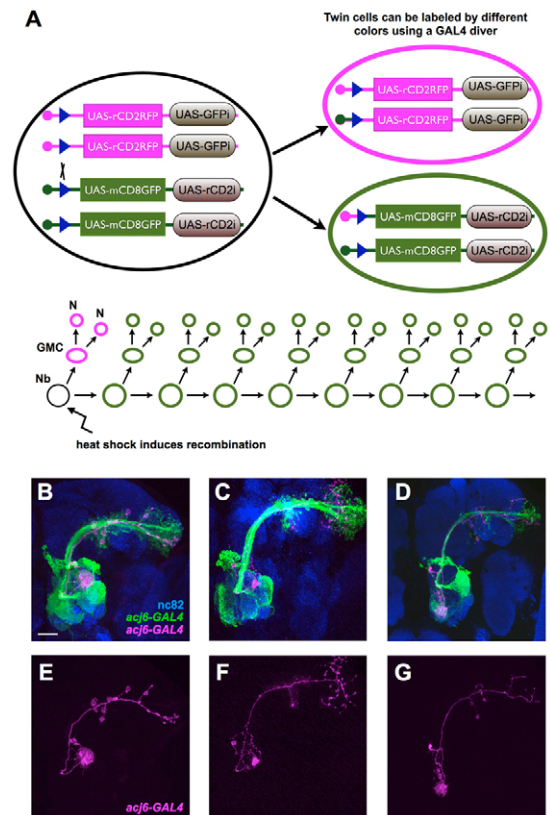 A
Twin cells can be labeled by different
colors using a GAL4 diver
UAS-rCD2RFP UAS-GFPi
UAS-rCD2RFP UAS-GFPi
UAS-mCD8GFP UAS-rCD2i
UAS-mCD8GFP UAS-rCD2i
UAS-rCD2RFP UAS-GFPi
UAS-rCD2RFP UAS-GFPi
UAS-mCD8GFP UAS-rCD2i
UAS-mCD8GFP UAS-rCD2i
N
N
GMC
Nb
heat shock induces recombination
B
C
D
nc82
acj6-GAL4
acj6-GAL4
E
F
G
acj6-GAL4